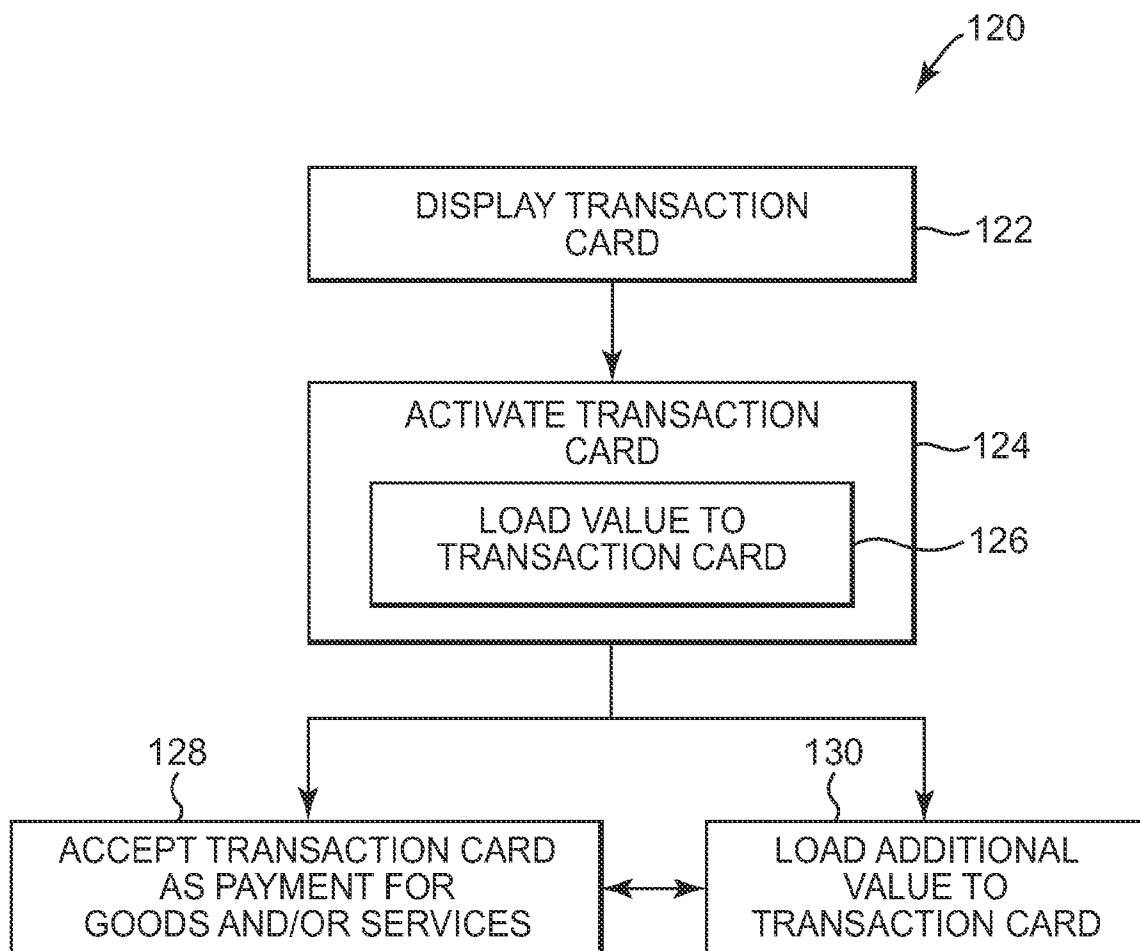 120
DISPLAY TRANSACTION
CARD
122
ACTIVATE TRANSACTION
CARD
124
LOAD VALUE TO
TRANSACTION CARD
126
128
ACCEPT TRANSACTION CARD
AS PAYMENT FOR
GOODS AND/OR SERVICES
130
LOAD ADDITIONAL
VALUE TO
TRANSACTION CARD